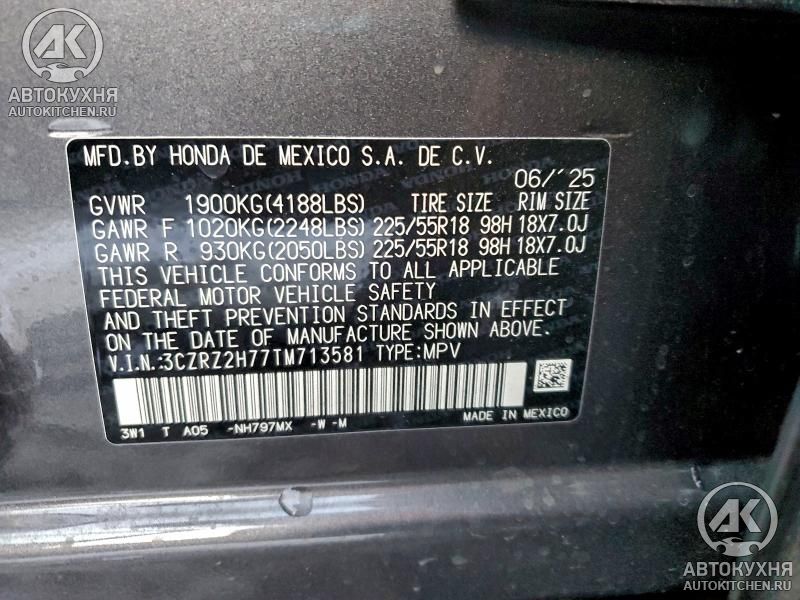 AK
АВТОКУХНЯ
AUTOKITCHEN.RU
MFD.BY HONDA DE MEXICO S.A. DE C.V.
06/'25
GVWR 1900KG(4188LBS) TIRE SIZE RIM SIZE
GAWR F 1020KG(2248LBS) 225/55R18 98H 18X7.0J
GAWR R 930KG(2050LBS) 225/55R18 98H 18X7.0J
THIS VEHICLE CONFORMS TO ALL APPLICABLE
FEDERAL MOTOR VEHICLE SAFETY
AND THEFT PREVENTION STANDARDS IN EFFECT
ON THE DATE OF MANUFACTURE SHOWN ABOVE.
V.I.N.:3CZRZ2H77TM713581 TYPE:MPV
3W1 T A05 -NH797MX -W -M
MADE IN MEXICO
AK
АВТОКУХНЯ
AUTOKITCHEN.RU